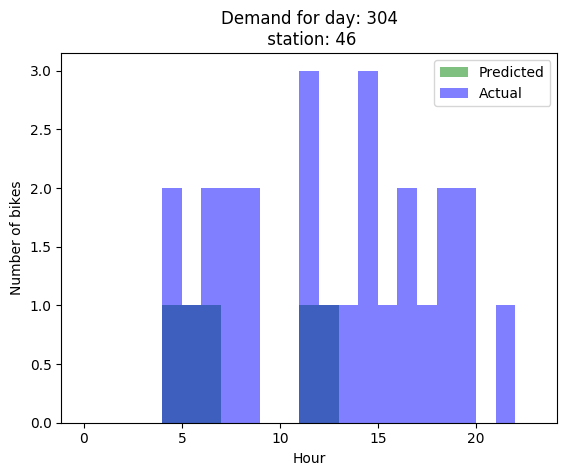 Demand for day: 304
station: 46
Predicted
Actual
Number of bikes
3.0
2.5
2.0
1.5
1.0
0.5
0.0
0
5
10
15
20
Hour